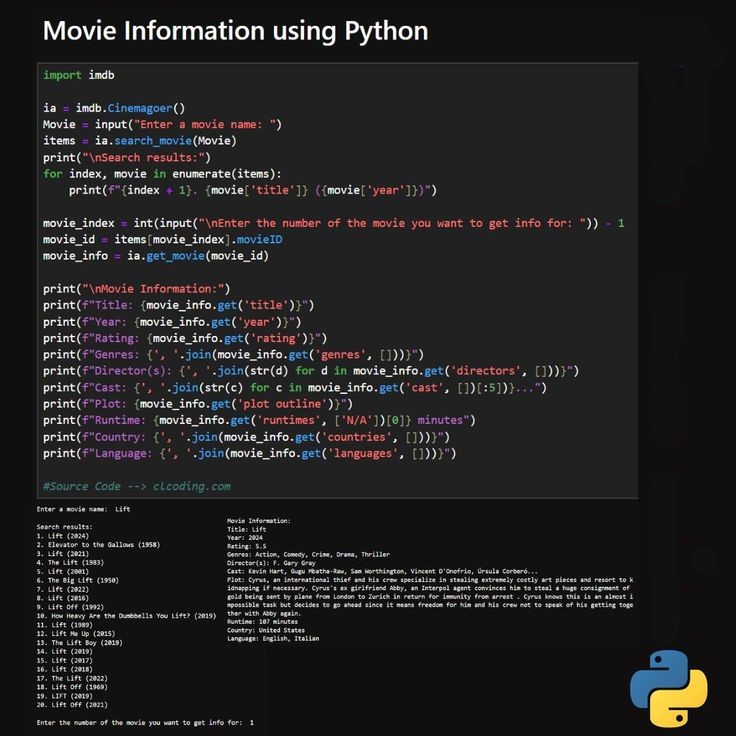 Movie Information using Python
import imdb
ia = imdb.Cinemagoer()
Movie = input("Enter a movie name: ")
items = ia.search_movie(Movie)
print("\nSearch results:")
for index, movie in enumerate(items):
    print(f"{index + 1}. {movie['title']} ({movie['year']})")
movie_index = int(input("\nEnter the number of the movie you want to get info for: ")) - 1
movie_id = items[movie_index].movieID
movie_info = ia.get_movie(movie_id)
print("\nMovie Information:")
print(f"Title: {movie_info.get('title')}")
print(f"Year: {movie_info.get('year')}")
print(f"Rating: {movie_info.get('rating')}")
print(f"Genres: {', '.join(movie_info.get('genres', []))}")
print(f"Director(s): {', '.join(str(d) for d in movie_info.get('directors', []))}")
print(f"Cast: {', '.join(str(c) for c in movie_info.get('cast', [])[:5])}...")
print(f"Plot: {movie_info.get('plot outline')}")
print(f"Runtime: {movie_info.get('runtimes', ['N/A'])[0]} minutes")
print(f"Country: {', '.join(movie_info.get('countries', []))}")
print(f"Language: {', '.join(movie_info.get('languages', []))}")
#Source Code --> clcoding.com
Enter a movie name:  Lift
Search results:
1. Lift (2024)
2. Elevator to the Gallows (1958)
3. Lift (2021)
4. The Lift (1983)
5. Lift (2001)
6. The Big Lift (1950)
7. Lift (2022)
8. Lift (2016)
9. Lift Off (1992)
10. How Heavy Are the Dumbbells You Lift? (2019)
11. Lift (1989)
12. Lift Me Up (2015)
13. The Lift Boy (2019)
14. Lift (2019)
15. Lift (2017)
16. Lift (2018)
17. The Lift (2022)
18. Lift Off (1969)
19. LIFT (2019)
20. Lift Off (2021)
Enter the number of the movie you want to get info for:  1
Movie Information:
Title: Lift
Year: 2024
Rating: 5.5
Genres: Action, Comedy, Crime, Drama, Thriller
Director(s): F. Gary Gray
Cast: Kevin Hart, Gugu Mbatha-Raw, Sam Worthington, Vincent D'Onofrio, Úrsula Corberó...
Plot: Cyrus, an international thief and his crew specialize in stealing extremely costly art pieces and resort to k
idnapping if necessary. Cyrus's ex girlfriend Abby, an Interpol agent convinces him to steal a huge consignment of
gold being sent by plane from London to Zurich in return for immunity from arrest . Cyrus knows this is an almost i
mpossible task but decides to go ahead since it means freedom for him and his crew not to speak of his getting toge
ther with Abby again.
Runtime: 107 minutes
Country: United States
Language: English, Italian